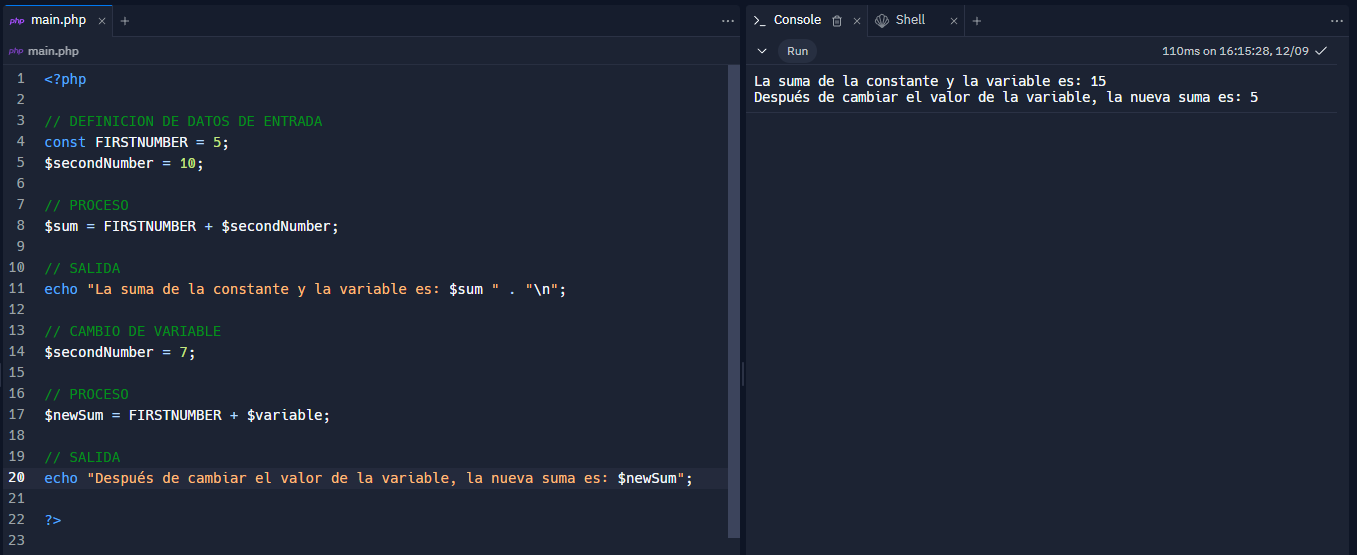 php main.php × +
php main.php
1 <?php
2
3 // DEFINICION DE DATOS DE ENTRADA
4 const FIRSTNUMBER = 5;
5 $secondNumber = 10;
6
7 // PROCESO
8 $sum = FIRSTNUMBER + $secondNumber;
9
10 // SALIDA
11 echo "La suma de la constante y la variable es: $sum " . "\n";
12
13 // CAMBIO DE VARIABLE
14 $secondNumber = 7;
15
16 // PROCESO
17 $newSum = FIRSTNUMBER + $variable;
18
19 // SALIDA
20 echo "Después de cambiar el valor de la variable, la nueva suma es: $newSum";
21
22 ?>
23
>_ Console × Shell × +
Run 110ms on 16:15:28, 12/09
La suma de la constante y la variable es: 15
Después de cambiar el valor de la variable, la nueva suma es: 5